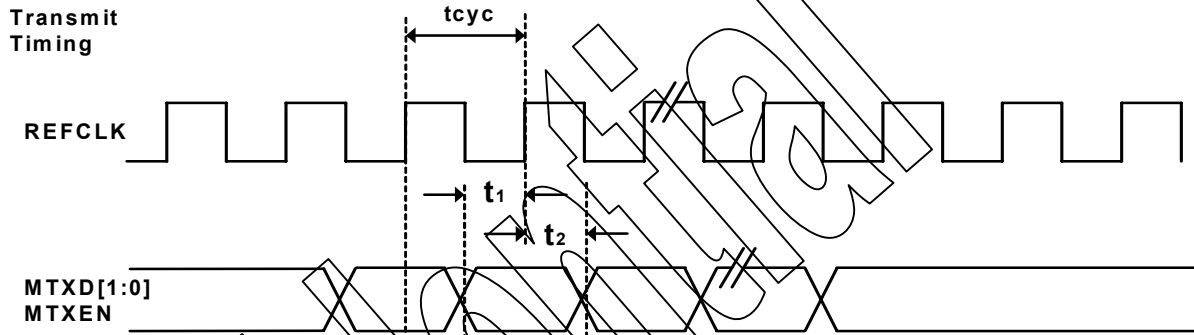 Transmit
Timing
tcyc
REFCLK
t1
t2
MTXD[1:0]
MTXEN